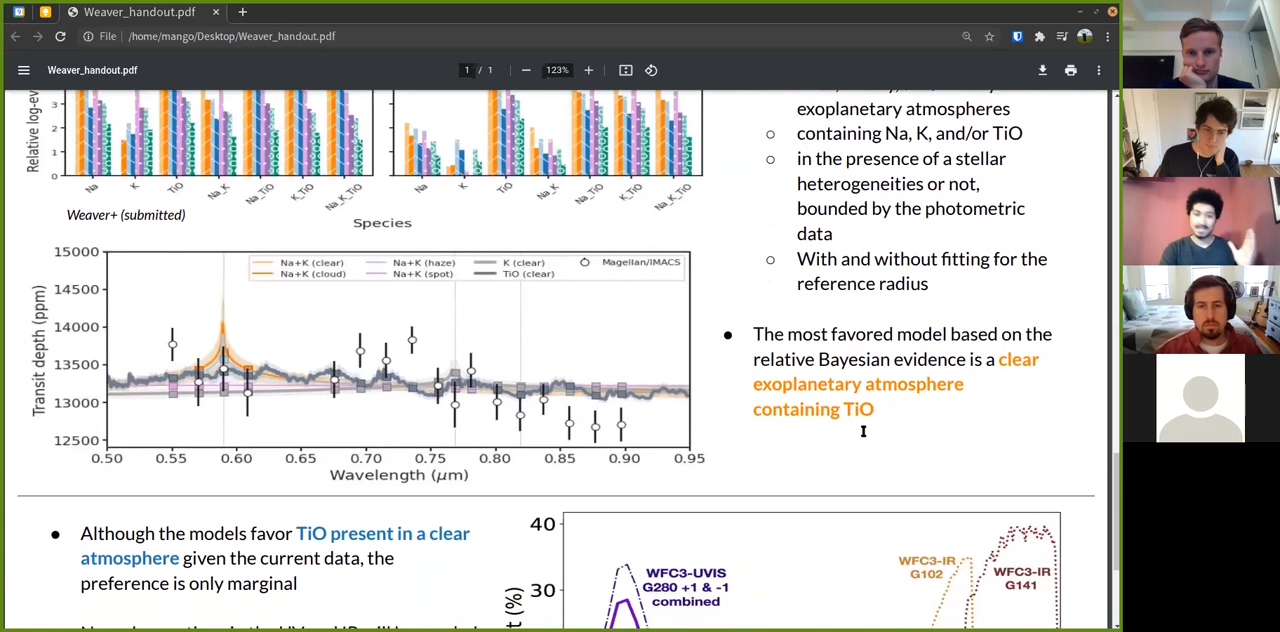 Weaver_handout.pdf
File /home/mango/Desktop/Weaver_handout.pdf
Weaver_handout.pdf
1 / 1
123%
Relative log-ev
3
2
1
0
Na
K
TiO
Na_K
Na_TiO
K_TiO
Na_K_TiO
Na
K
TiO
Na_K
Na_TiO
K_TiO
Na_K_TiO
Weaver+ (submitted)
Species
15000
14500
14000
13500
13000
12500
Transit depth (ppm)
Na+K (clear)
Na+K (cloud)
Na+K (haze)
Na+K (spot)
K (clear)
TiO (clear)
Magellan/IMACS
0.50 0.55 0.60 0.65 0.70 0.75 0.80 0.85 0.90 0.95
Wavelength (μm)
exoplanetary atmospheres
○ containing Na, K, and/or TiO
○ in the presence of a stellar
heterogeneities or not,
bounded by the photometric
data
○ With and without fitting for the
reference radius
● The most favored model based on the
relative Bayesian evidence is a clear
exoplanetary atmosphere
containing TiO
● Although the models favor TiO present in a clear
atmosphere given the current data, the
preference is only marginal
40
30
t (%)
WFC3-UVIS
G280 +1 & -1
combined
WFC3-IR
G102
WFC3-IR
G141